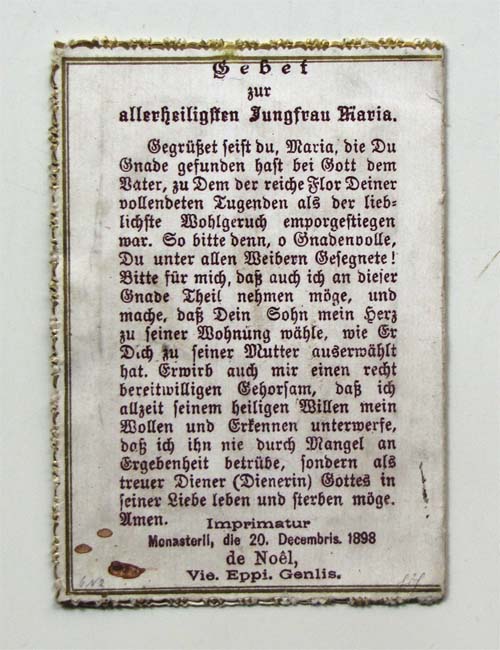 Gebet
zur
allerheiligsten Jungfrau Maria.
Gegrüßet seist du, Maria, die Du
Gnade gefunden hast bei Gott dem
Vater, zu Dem der reiche Flor Deiner
vollendeten Tugenden als der lieb-
lichste Wohlgeruch emporgestiegen
war. So bitte denn, o Gnadenvolle,
Du unter allen Weibern Gesegnete!
Bitte für mich, daß auch ich an dieser
Gnade Theil nehmen möge, und
mache, daß Dein Sohn mein Herz
zu seiner Wohnung wähle, wie Er
Dich zu seiner Mutter auserwählt
hat. Erwirb auch mir einen recht
bereitwilligen Gehorsam, daß ich
allzeit seinem heiligen Willen mein
Wollen und Erkennen unterwerfe,
daß ich ihn nie durch Mangel an
Ergebenheit betrübe, sondern als
treuer Diener (Dienerin) Gottes in
seiner Liebe leben und sterben möge.
Amen.
Imprimatur
Monasterii, die 20. Decembris. 1898
de Noêl,
Vie. Eppi. Genlis.